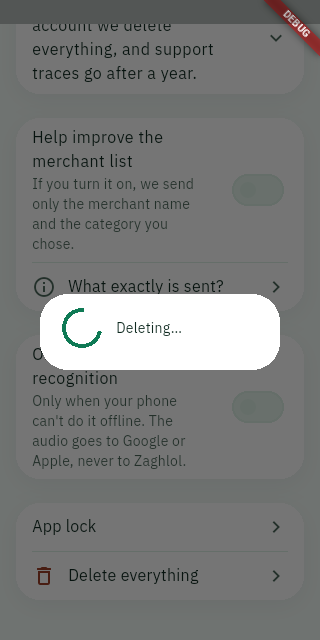 account we delete
everything, and support
traces go after a year.
DEBUG
Help improve the
merchant list
If you turn it on, we send
only the merchant name
and the category you
chose.
What exactly is sent?
Deleting...
recognition
Only when your phone
can't do it offline. The
audio goes to Google or
Apple, never to Zaghlol.
App lock
Delete everything